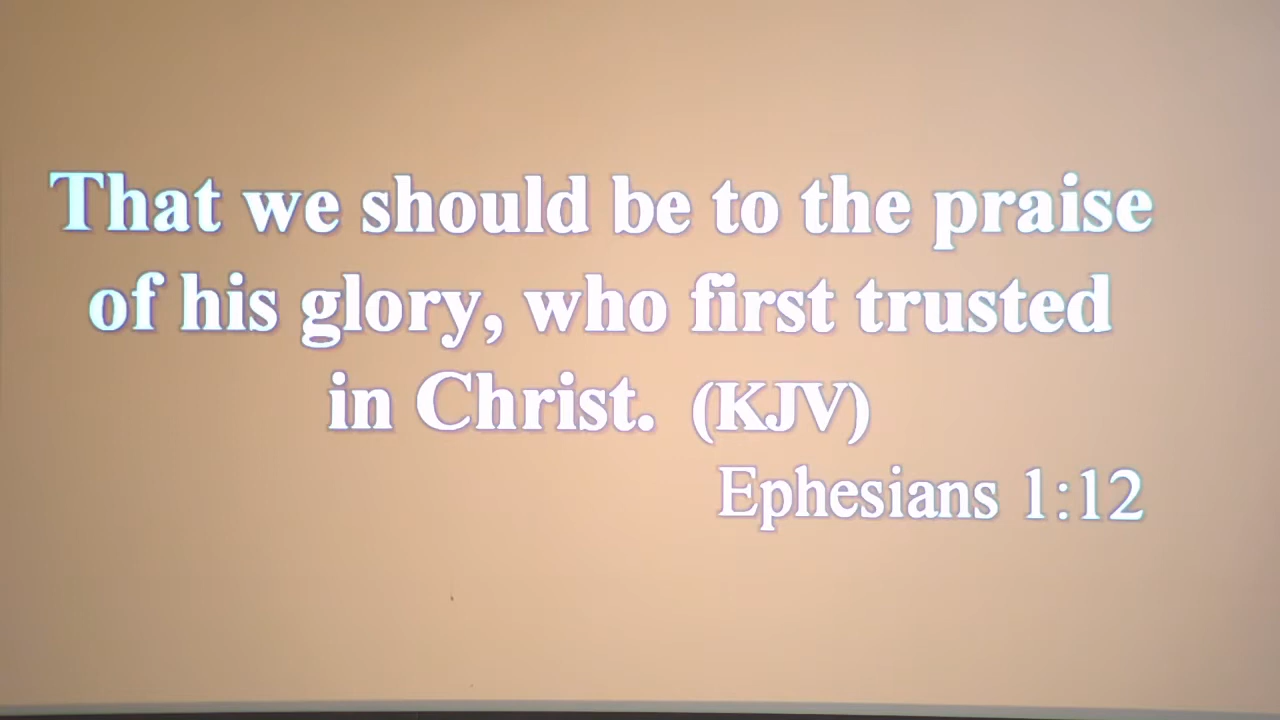 That we should be to the praise
of his glory, who first trusted
in Christ. (KJV)
Ephesians 1:12